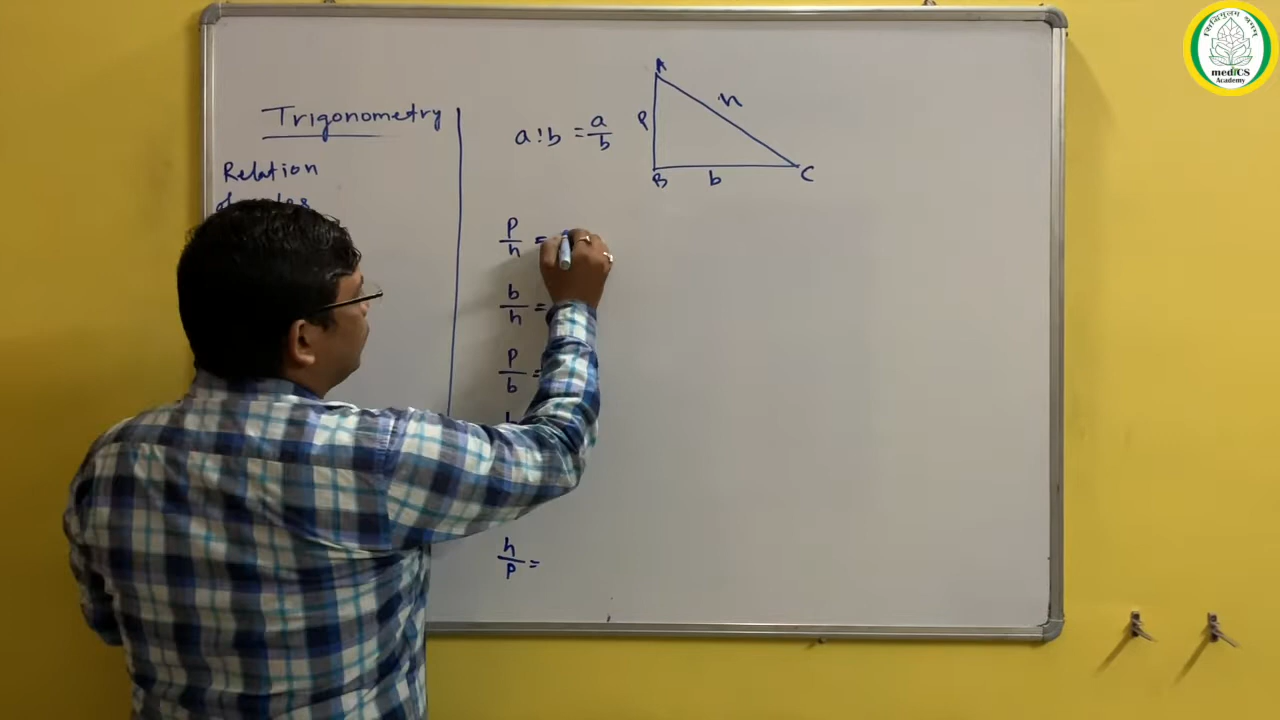 Trigonometry
Relation
a:b = a/b
A
P
h
B
b
C
P/h =
b/h =
P/b =
h/P =
medICS
Academy